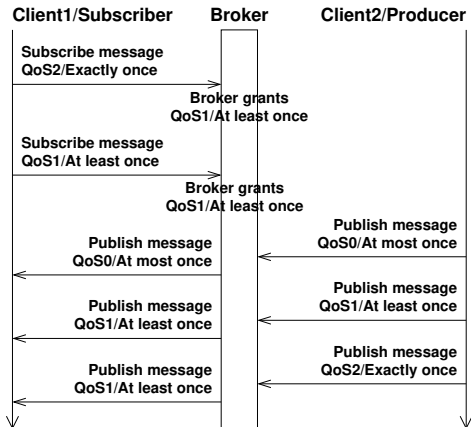 Client1/Subscriber Broker Client2/Producer
Subscribe message
QoS2/Exactly once
Broker grants
QoS1/At least once
Subscribe message
QoS1/At least once
Broker grants
QoS1/At least once
Publish message
QoS0/At most once
Publish message
QoS0/At most once
Publish message
QoS1/At least once
Publish message
QoS1/At least once
Publish message
QoS2/Exactly once
Publish message
QoS1/At least once